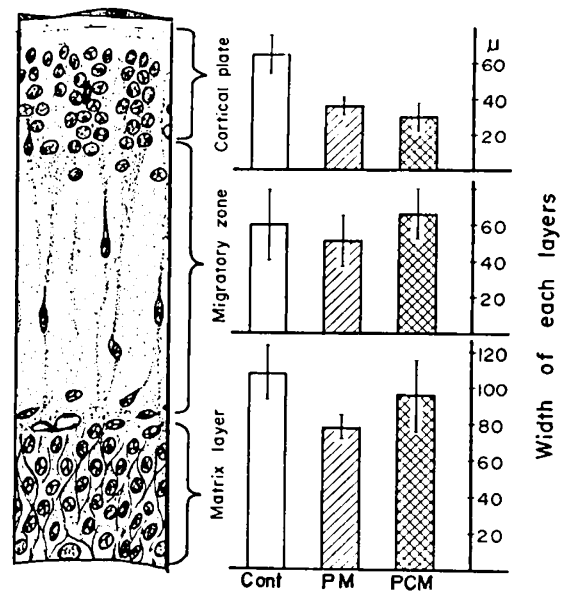 Cortical plate
Migratory zone
Matrix layer
μ
60
40
20
60
40
20
120
100
80
60
40
20
Width of each layers
Cont PM PCM